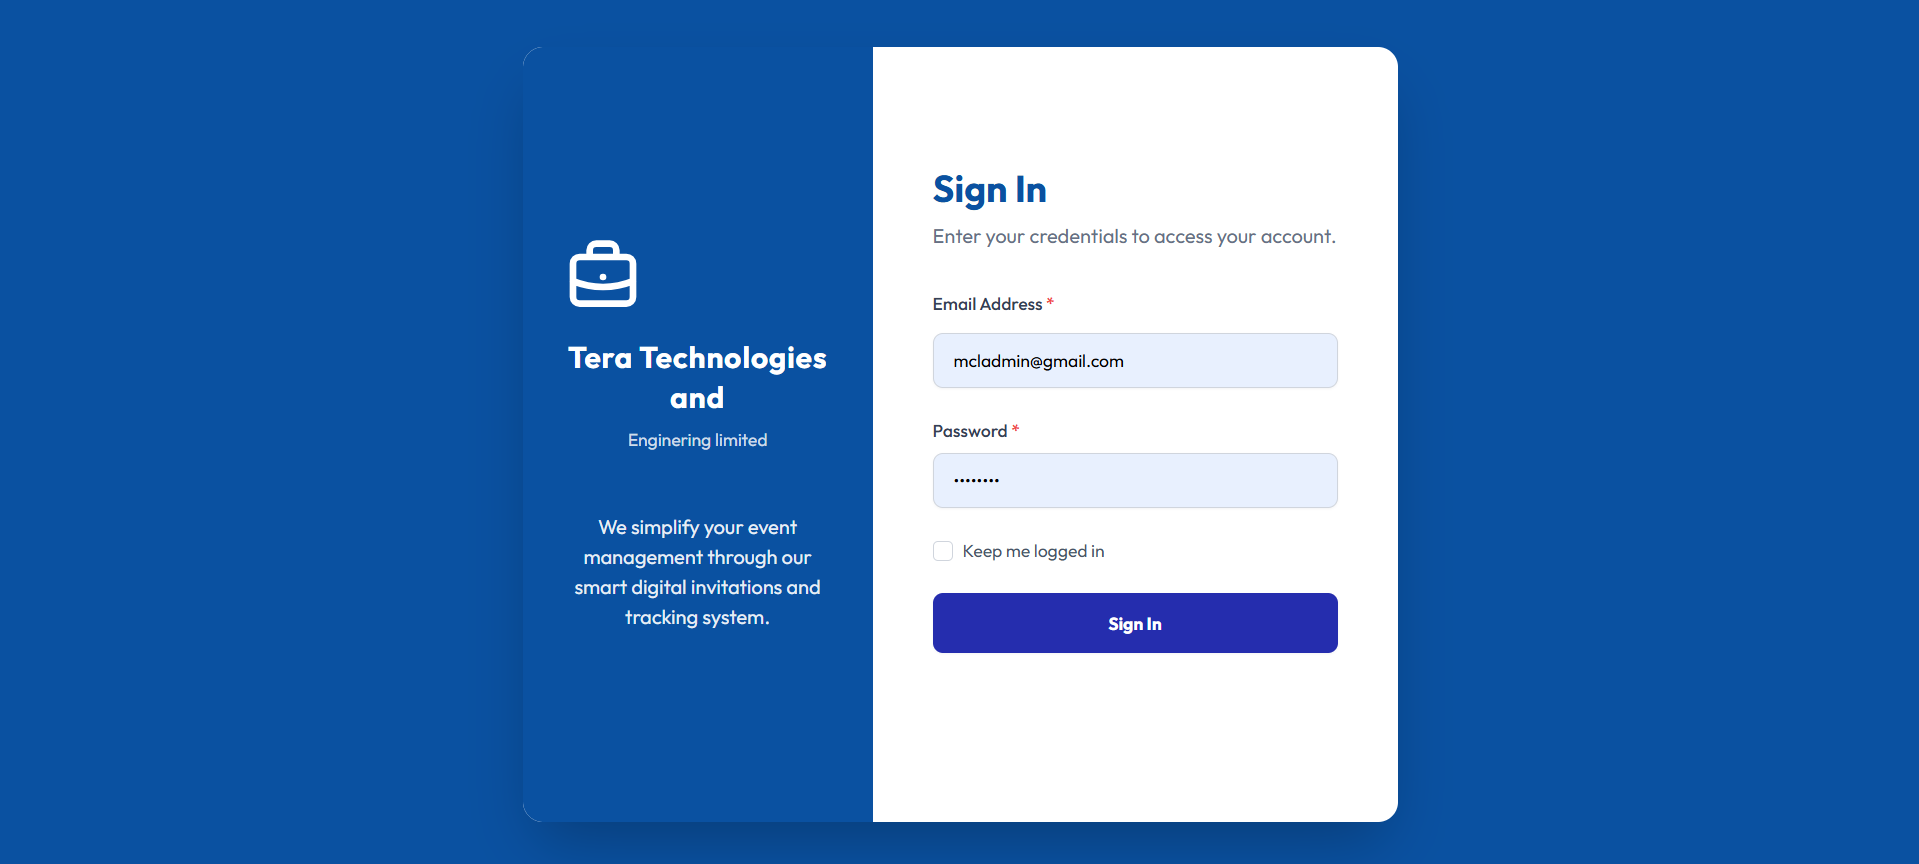 Tera Technologies
and
Enginering limited
We simplify your event
management through our
smart digital invitations and
tracking system.
Sign In
Enter your credentials to access your account.
Email Address *
mcladmin@gmail.com
Password *
••••••••
Keep me logged in
Sign In